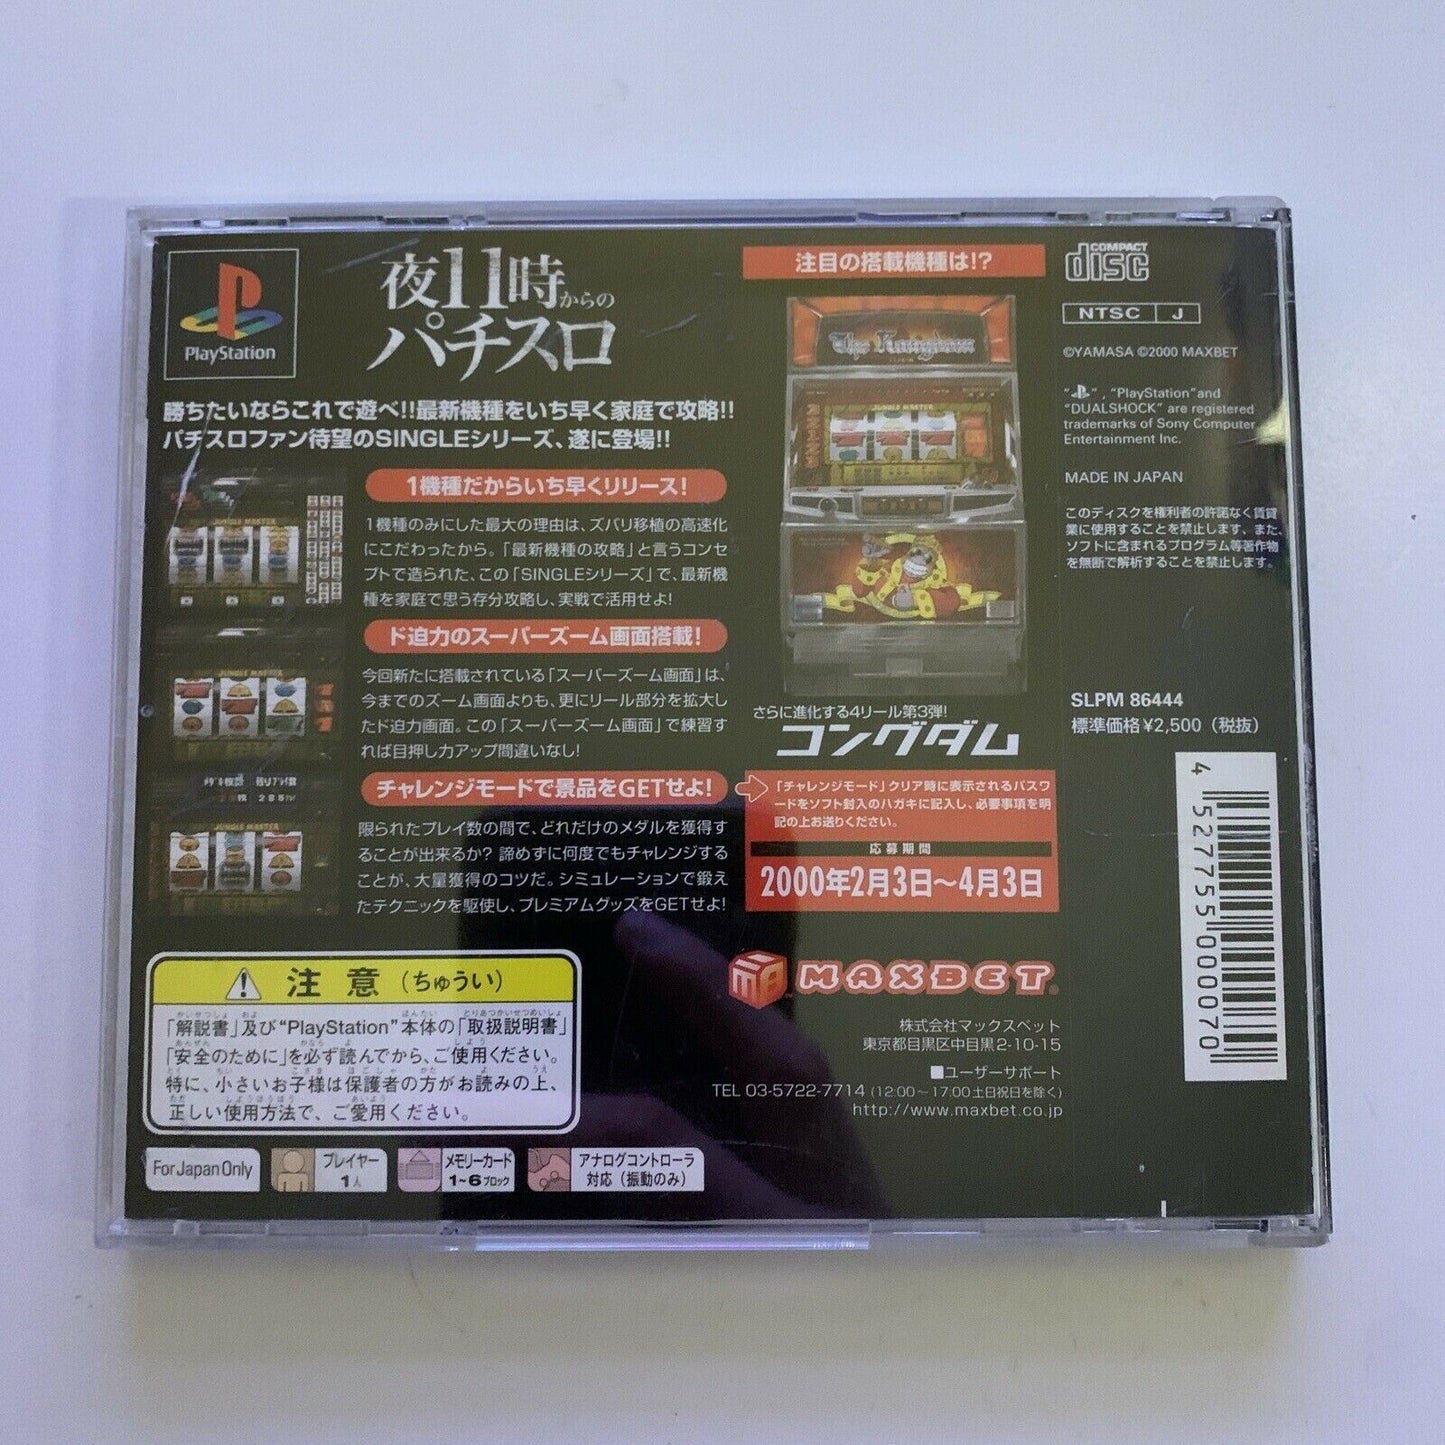 PlayStation
夜11時からの
パチスロ
勝ちたいならこれで遊べ!!最新機種をいち早く家庭で攻略!!
パチスロファン待望のSINGLEシリーズ、遂に登場!!
1機種だからいち早くリリース!
1機種のみにした最大の理由は、ズバリ移植の高速化
にこだわったから。「最新機種の攻略」と言うコンセ
プトで造られた、この「SINGLEシリーズ」で、最新機
種を家庭で思う存分攻略し、実戦で活用せよ!
JUNGLE MASTER
ド迫力のスーパーズーム画面搭載!
今回新たに搭載されている「スーパーズーム画面」は、
今までのズーム画面よりも、更にリール部分を拡大し
たド迫力画面。この「スーパーズーム画面」で練習す
れば目押し力アップ間違いなし!
JUNGLE MASTER
チャレンジモードで景品をGETせよ!
限られたプレイ数の間で、どれだけのメダルを獲得す
ることが出来るか? 諦めずに何度でもチャレンジする
ことが、大量獲得のコツだ。シミュレーションで鍛え
たテクニックを駆使し、プレミアムグッズをGETせよ!
メダル枚数 残りプレイ数
JUNGLE MASTER
注目の搭載機種は!?
The Kongdom
JUNGLE MASTER
さらに進化する4リール第3弾!
コングダム
「チャレンジモード」クリア時に表示されるパスワ
ードをソフト封入のハガキに記入し、必要事項を明
記の上お送りください。
応募期間
2000年2月3日〜4月3日
MAXBET
株式会社マックスベット
東京都目黒区中目黒2-10-15
■ユーザーサポート
TEL 03-5722-7714 (12:00〜17:00土日祝日を除く)
http://www.maxbet.co.jp
COMPACT
disc
NTSC J
©YAMASA ©2000 MAXBET
" ", "PlayStation"and
"DUALSHOCK" are registered
trademarks of Sony Computer
Entertainment Inc.
MADE IN JAPAN
このディスクを権利者の許諾なく賃貸
業に使用することを禁止します。また、
ソフトに含まれるプログラム等著作物
を無断で解析することを禁止します。
SLPM 86444
標準価格¥2,500（税抜）
4 527755 000070
注意（ちゅうい）
「解説書」及び"PlayStation"本体の「取扱説明書」
「安全のために」を必ず読んでから、ご使用ください。
特に、小さいお子様は保護者の方がお読みの上、
正しい使用方法で、ご愛用ください。
For Japan Only
プレイヤー
1人
メモリーカード
1~6ブロック
アナログコントローラ
対応（振動のみ）